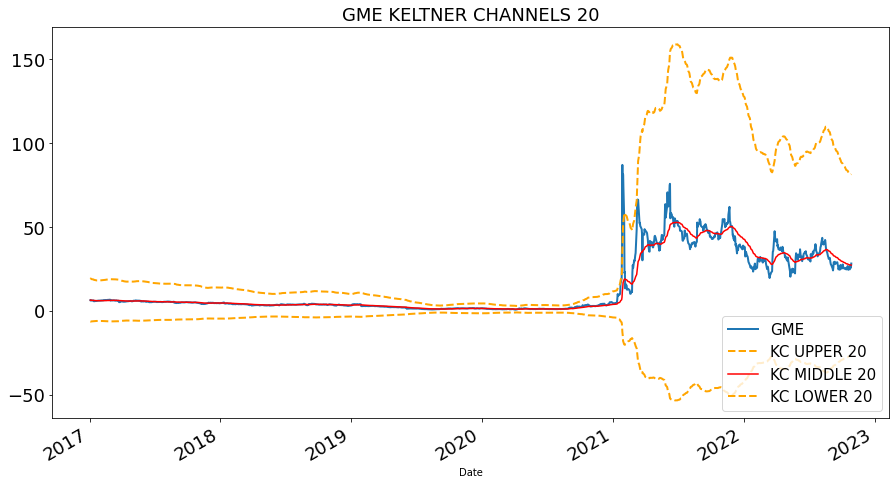 GME KELTNER CHANNELS 20
150
100
50
0
−50
2017
2018
2019
2020
2021
2022
2023
Date
GME
KC UPPER 20
KC MIDDLE 20
KC LOWER 20